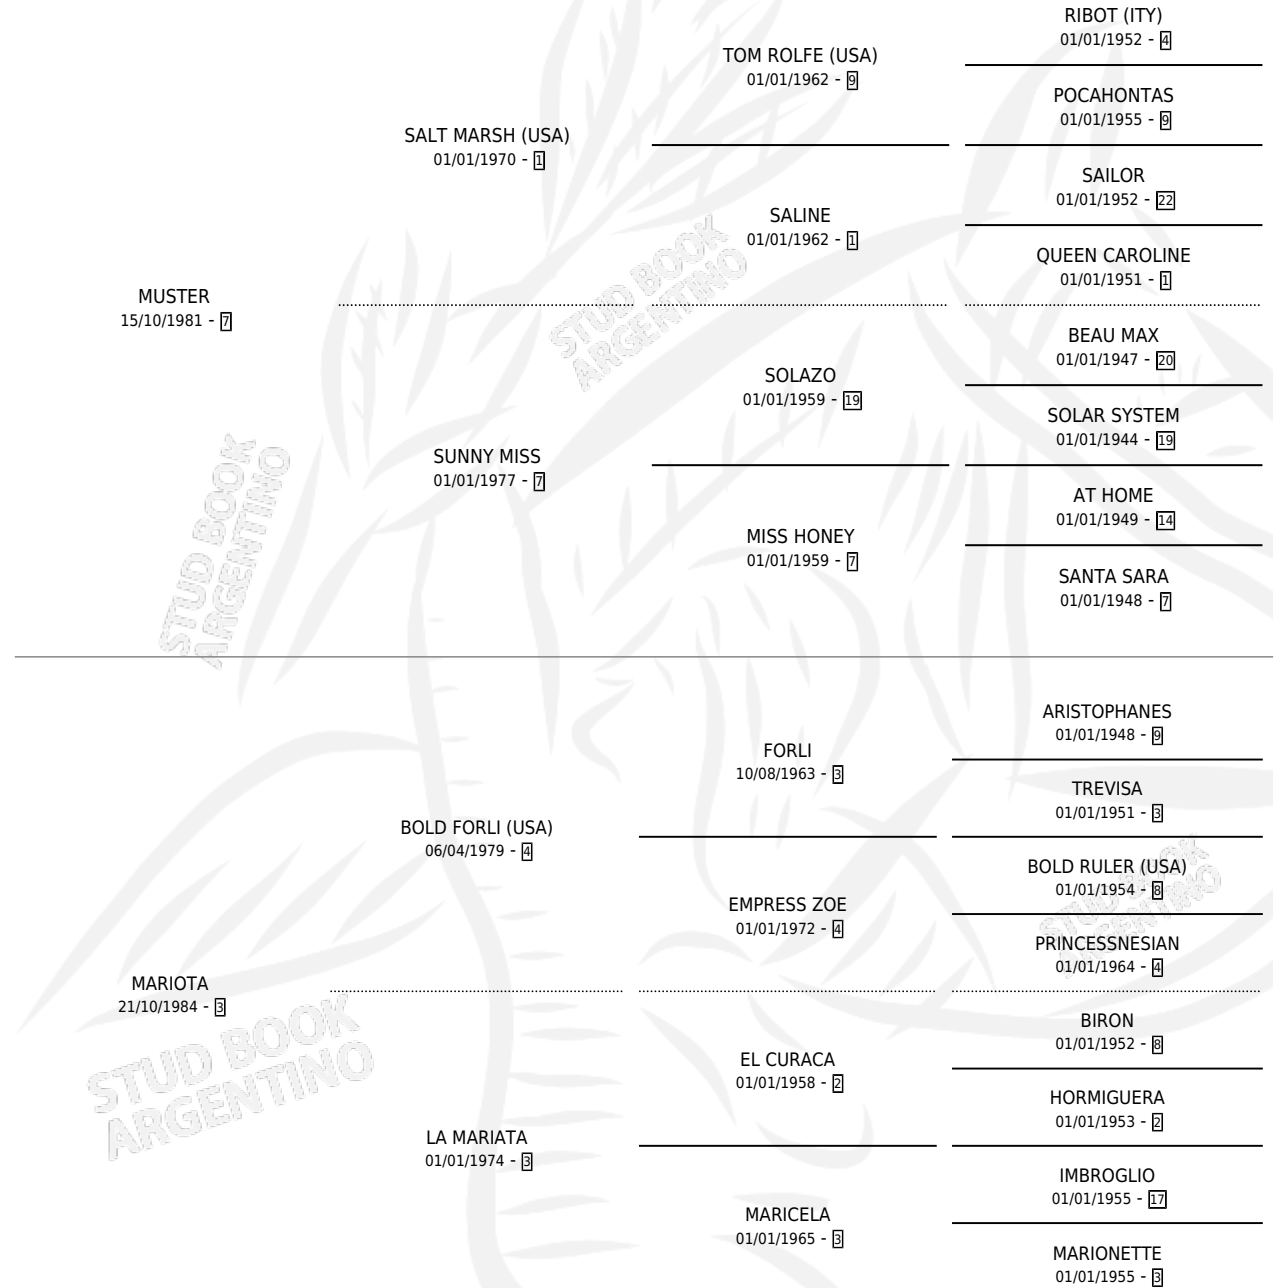 RIBOT (ITY)
01/01/1952 - 4
TOM ROLFE (USA)
01/01/1962 - 9
POCAHONTAS
01/01/1955 - 9
SALT MARSH (USA)
01/01/1970 - 1
SAILOR
01/01/1952 - 22
SALINE
01/01/1962 - 1
QUEEN CAROLINE
01/01/1951 - 1
MUSTER
15/10/1981 - 7
BEAU MAX
01/01/1947 - 20
SOLAZO
01/01/1959 - 19
SOLAR SYSTEM
01/01/1944 - 19
SUNNY MISS
01/01/1977 - 7
AT HOME
01/01/1949 - 14
MISS HONEY
01/01/1959 - 7
SANTA SARA
01/01/1948 - 7
ARISTOPHANES
01/01/1948 - 9
FORLI
10/08/1963 - 3
TREVISA
01/01/1951 - 3
BOLD FORLI (USA)
06/04/1979 - 4
BOLD RULER (USA)
01/01/1954 - 8
EMPRESS ZOE
01/01/1972 - 4
PRINCESSNESIAN
01/01/1964 - 4
MARIOTA
21/10/1984 - 3
BIRON
01/01/1952 - 8
EL CURACA
01/01/1958 - 2
HORMIGUERA
01/01/1953 - 2
LA MARIATA
01/01/1974 - 3
IMBROGLIO
01/01/1955 - 17
MARICELA
01/01/1965 - 3
MARIONETTE
01/01/1955 - 3
STUD BOOK
ARGENTINO
STUD BOOK
ARGENTINO
STUD BOOK
ARGENTINO
STUD BOOK
ARGENTINO